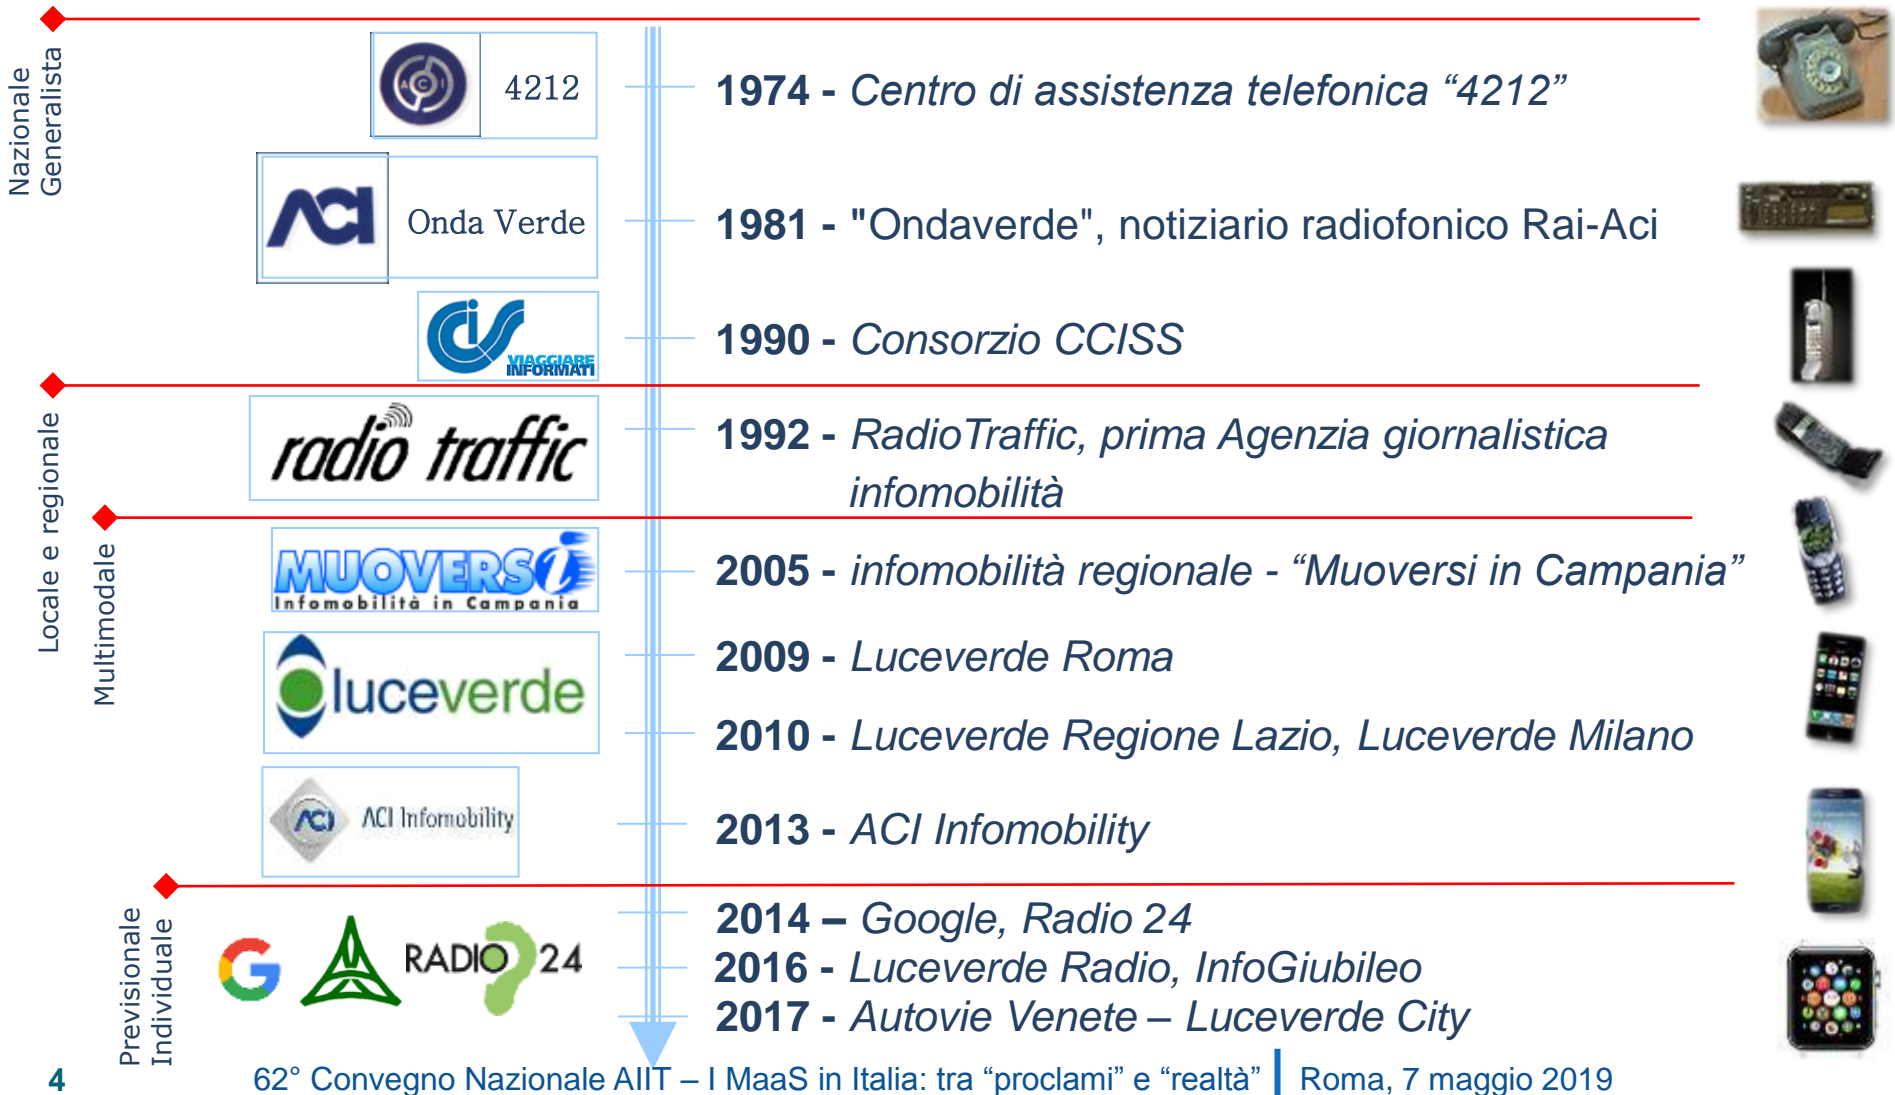 Nazionale
Generalista
ACI
4212
1974 - Centro di assistenza telefonica “4212”
ACI
Onda Verde
1981 - "Ondaverde", notiziario radiofonico Rai-Aci
CiS
VIAGGIARE
INFORMATI
1990 - Consorzio CCISS
Locale e regionale
radio traffic
1992 - RadioTraffic, prima Agenzia giornalistica
infomobilità
Multimodale
MUOVERSi
Infomobilità in Campania
2005 - infomobilità regionale - “Muoversi in Campania”
luceverde
2009 - Luceverde Roma
2010 - Luceverde Regione Lazio, Luceverde Milano
ACI
ACI Infomobility
2013 - ACI Infomobility
Previsionale
Individuale
G
RADIO 24
2014 – Google, Radio 24
2016 - Luceverde Radio, InfoGiubileo
2017 - Autovie Venete – Luceverde City
4
62° Convegno Nazionale AIIT – I MaaS in Italia: tra “proclami” e “realtà” | Roma, 7 maggio 2019